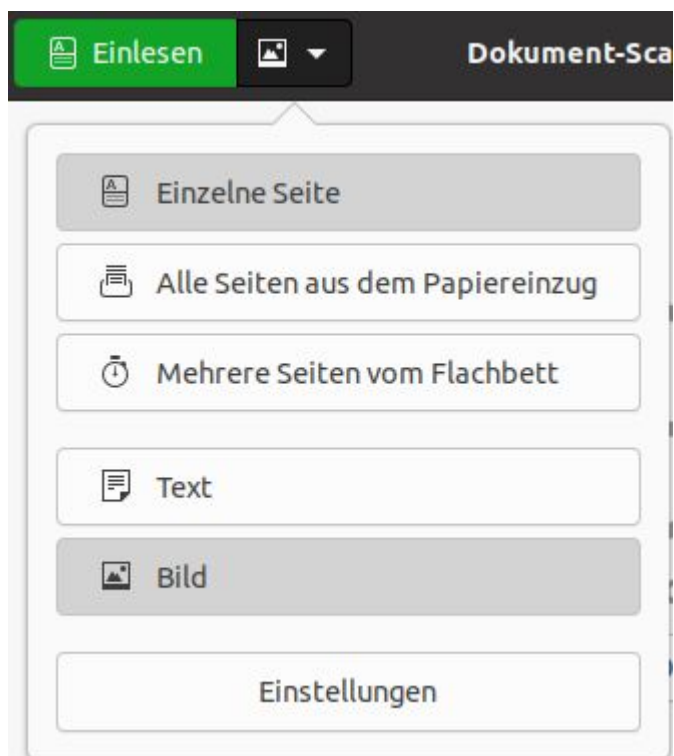 Einlesen
Dokument-Sca
Einzelne Seite
Alle Seiten aus dem Papiereinzug
Mehrere Seiten vom Flachbett
Text
Bild
Einstellungen